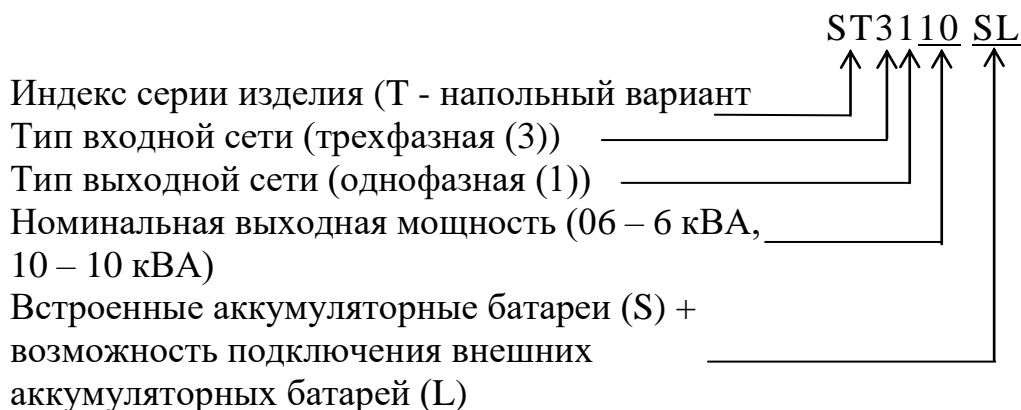 ST3110 SL
Индекс серии изделия (Т - напольный вариант
Тип входной сети (трехфазная (3))
Тип выходной сети (однофазная (1))
Номинальная выходная мощность (06 – 6 кВА,
10 – 10 кВА)
Встроенные аккумуляторные батареи (S) +
возможность подключения внешних
аккумуляторных батарей (L)